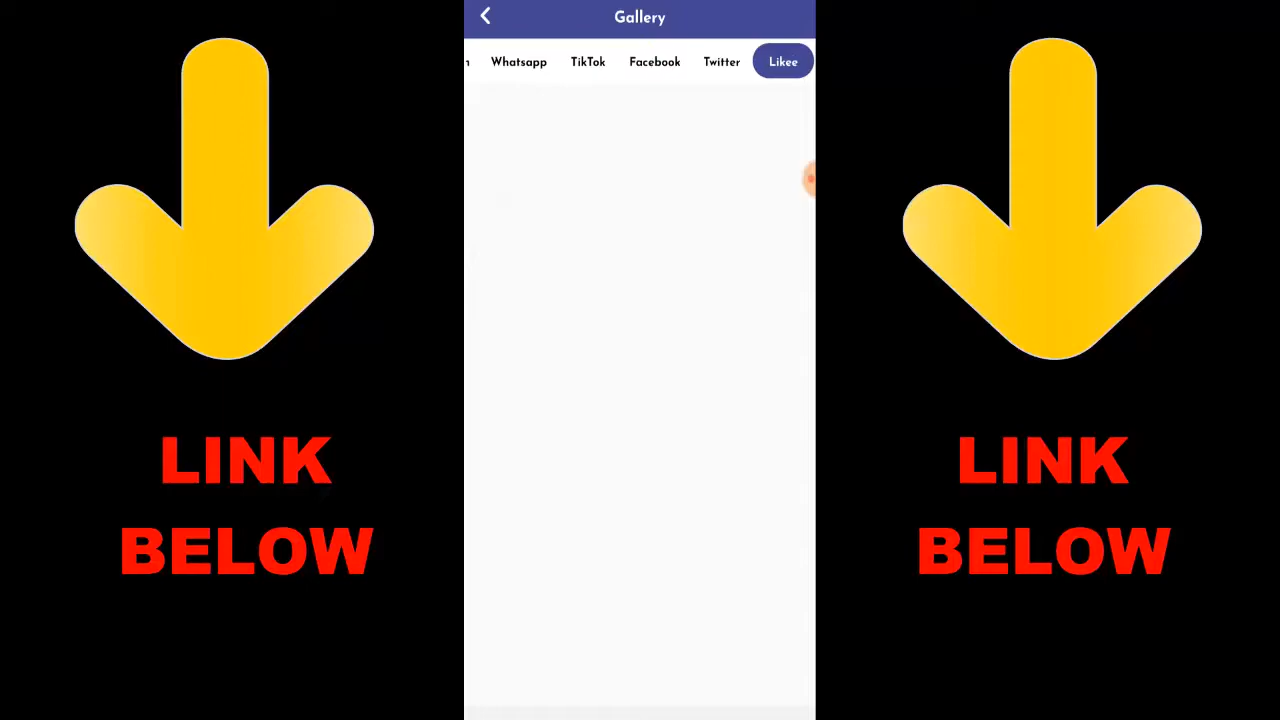 Gallery
Whatsapp TikTok Facebook Twitter Likee
LINK
BELOW
LINK
BELOW